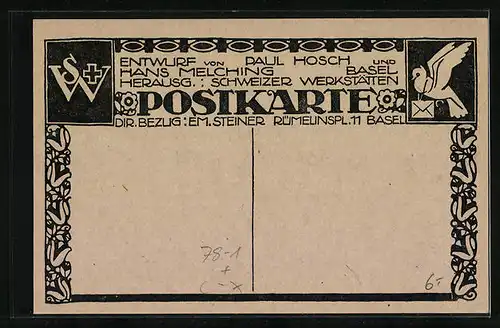 SW
ENTWURF VON PAUL HOSCH UND
HANS MELCHING BASEL
HERAUSG.: SCHWEIZER WERKSTÄTTEN
POSTKARTE
DIR. BEZUG: EM. STEINER RÜMELINSPL. 11 BASEL
78-1
+
6-